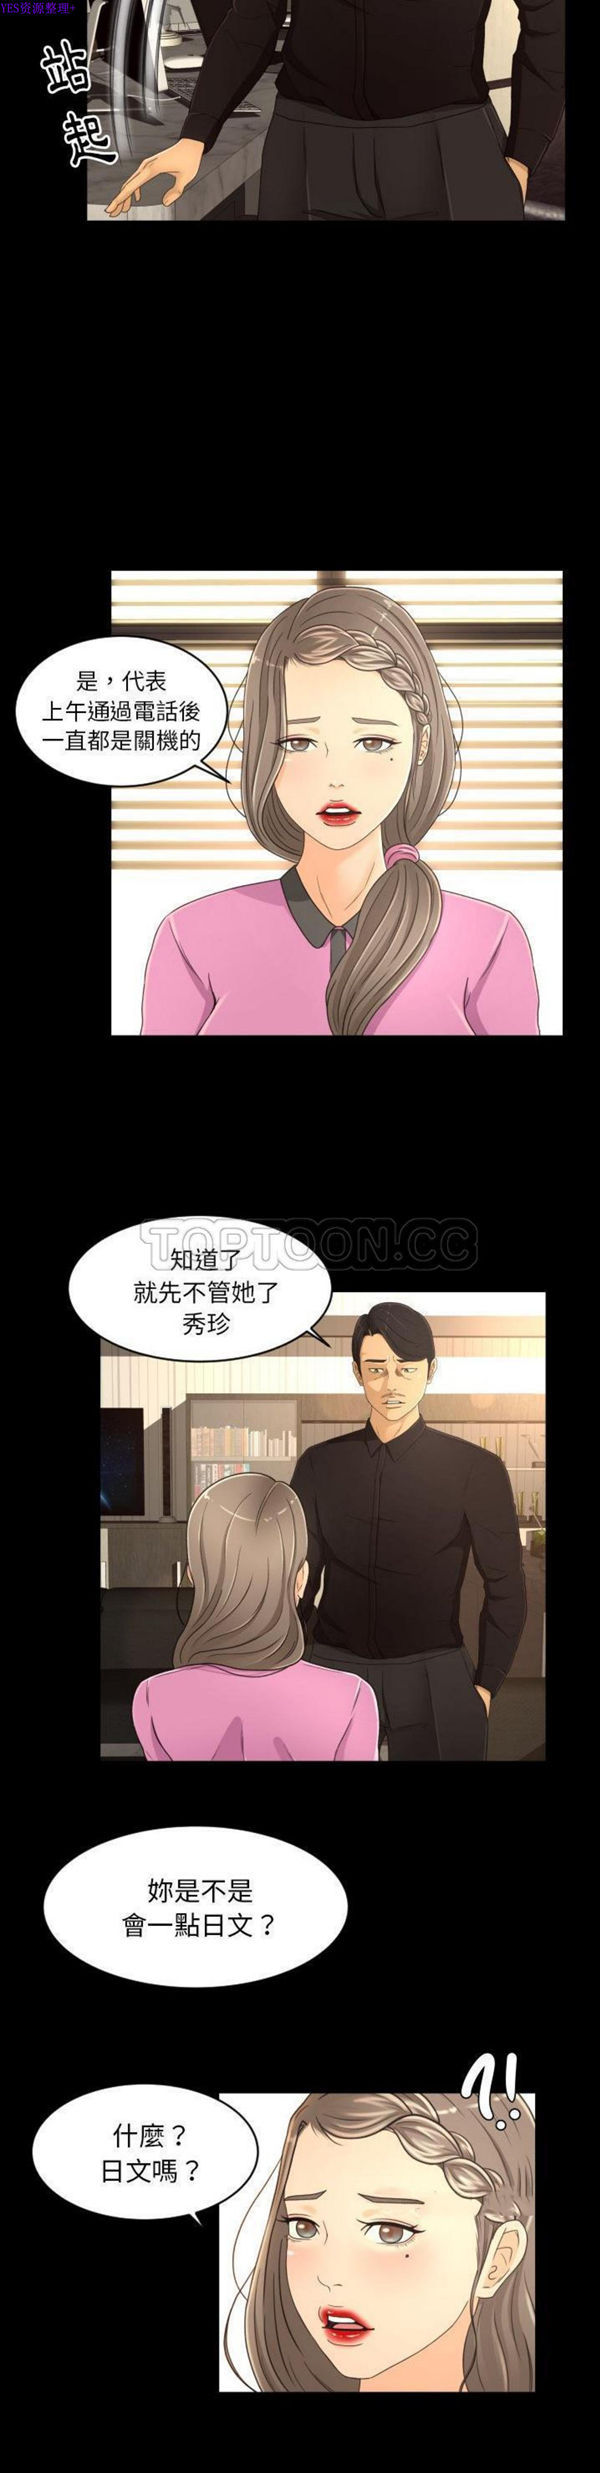 YES资源整理+
站
起
是，代表
上午通過電話後
一直都是關機的
TOPTOON.CC
知道了
就先不管她了
秀珍
妳是不是
會一點日文？
?!
什麼？
日文嗎？